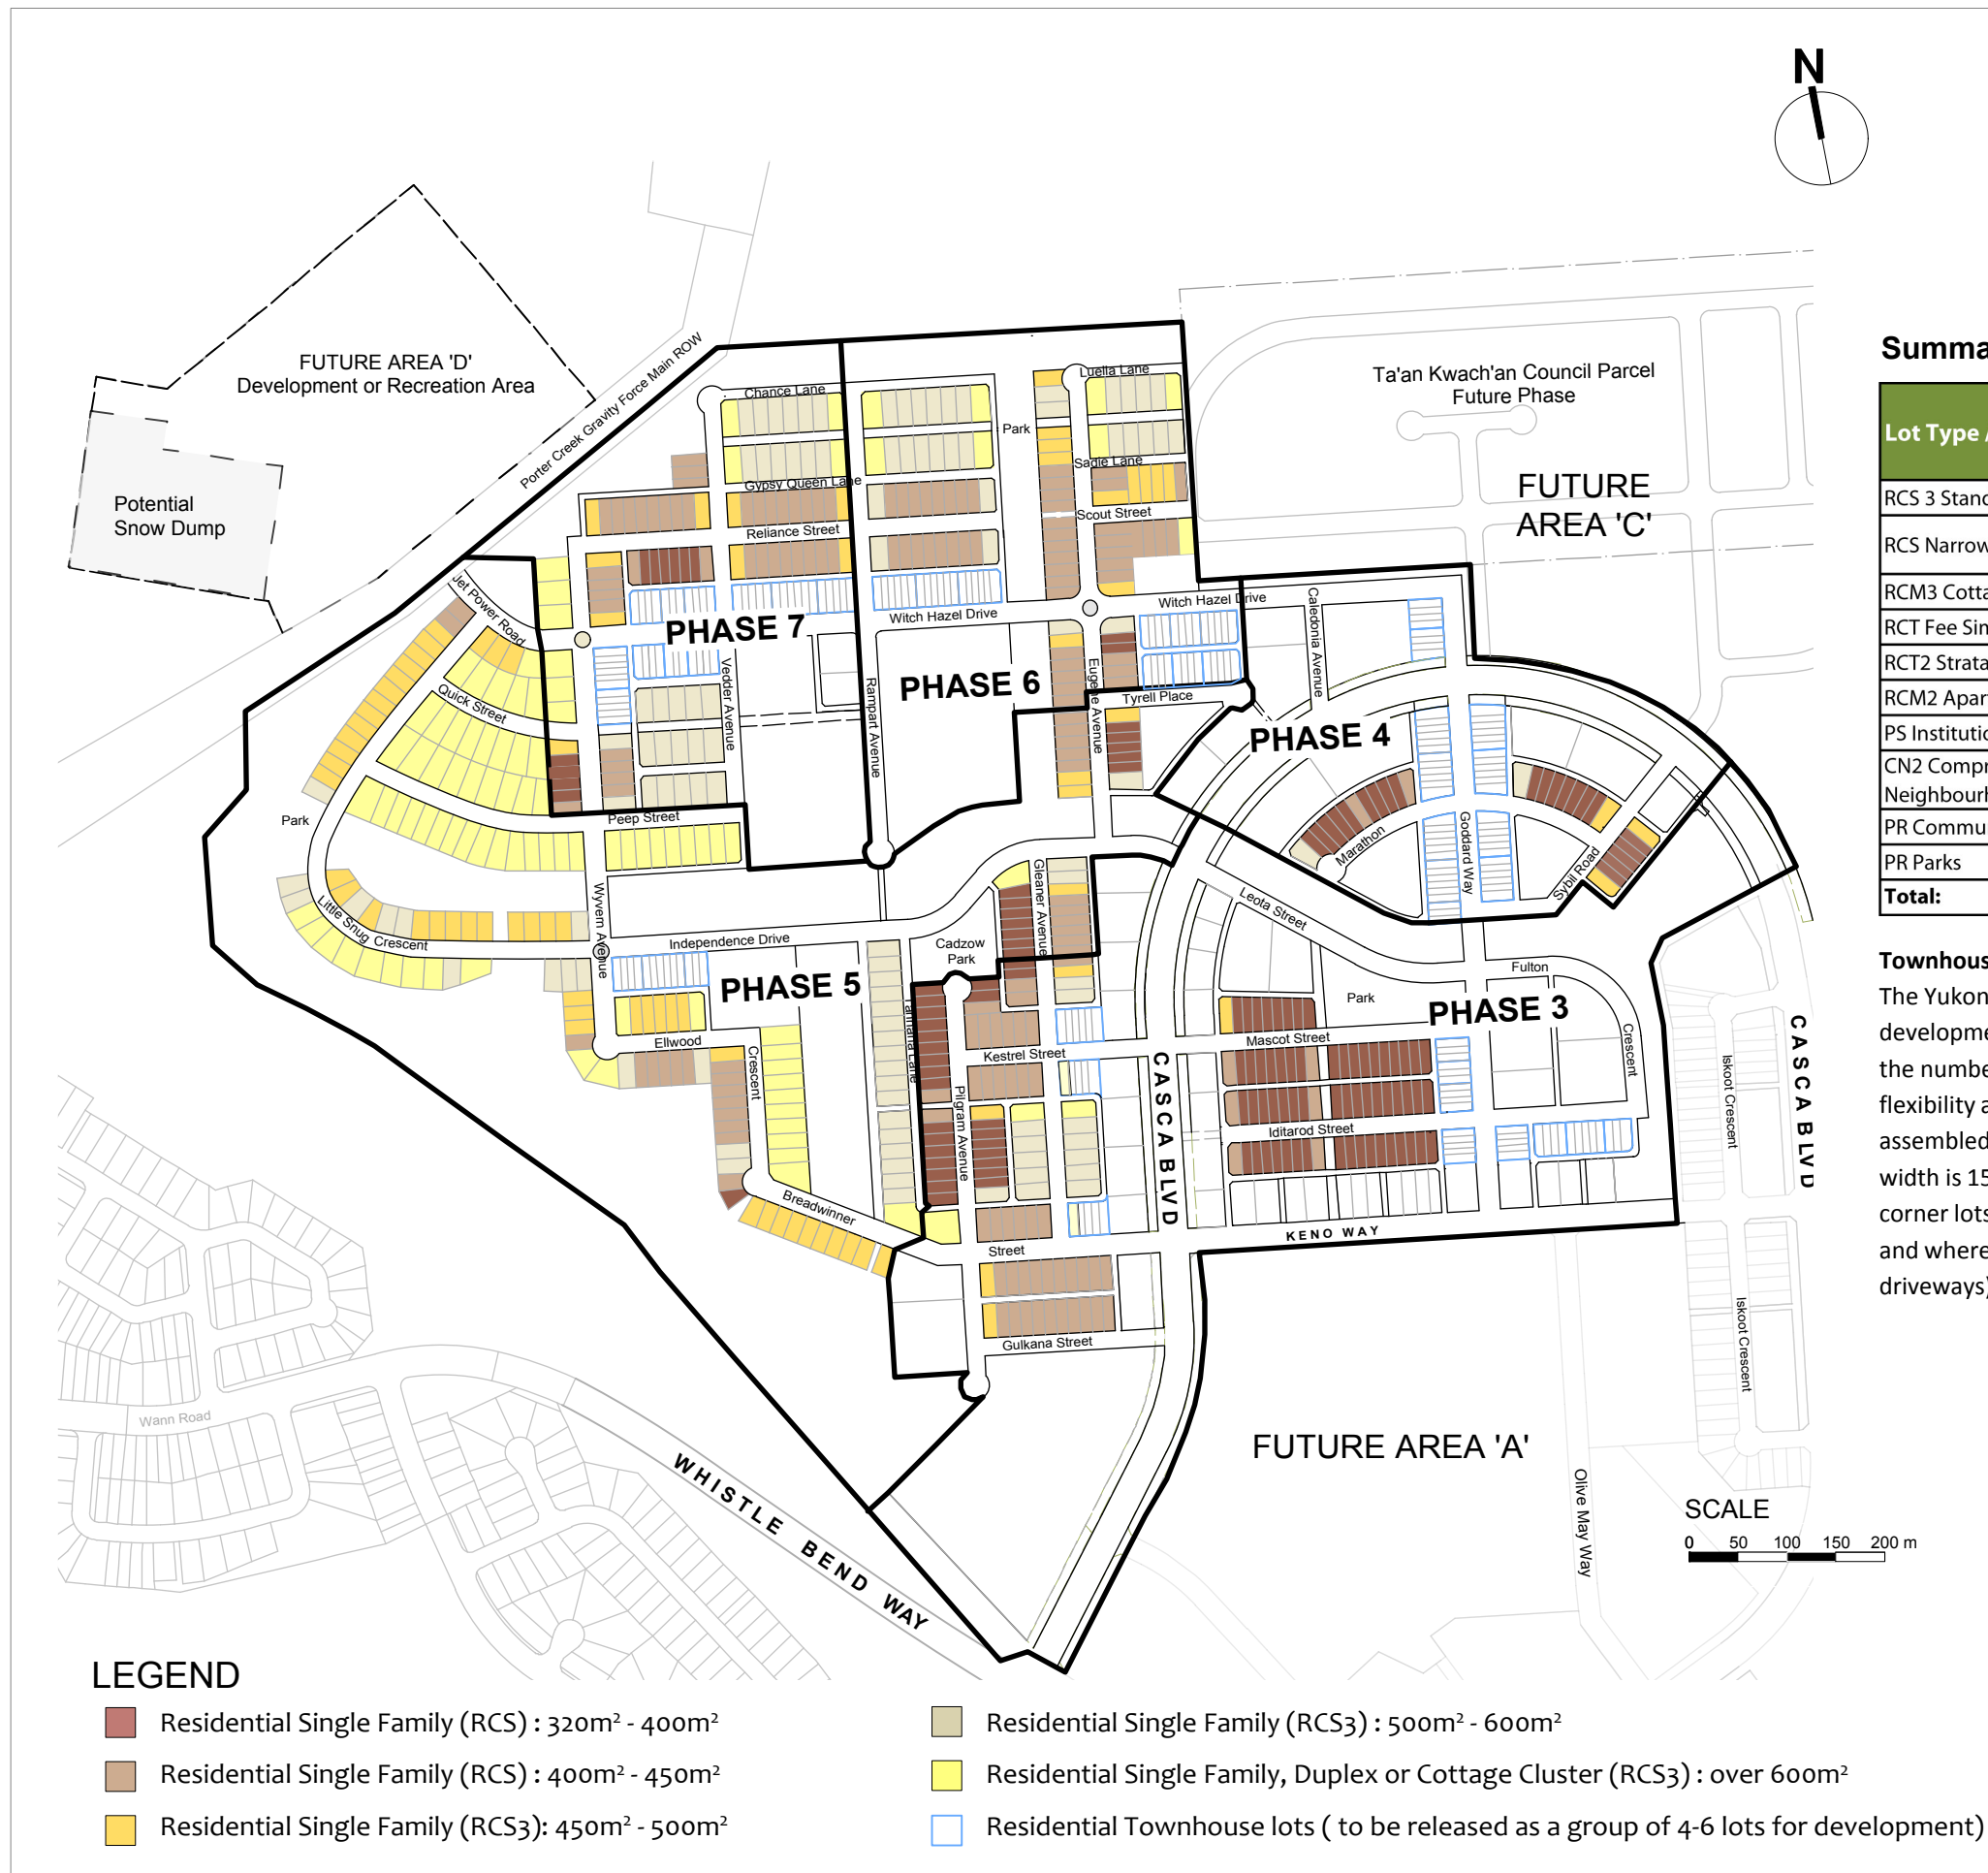 N
FUTURE AREA 'D'
Development or Recreation Area
Porter Creek Gravity Force Main ROW
Potential
Snow Dump
Ta'an Kwach'an Council Parcel
Future Phase
FUTURE
AREA 'C'
Chance Lane
Luella Lane
Park
Sadie Lane
Gypsy Queen Lane
Scout Street
Reliance Street
Jet Power Road
Witch Hazel Drive
Witch Hazel Drive
Caledonia Avenue
PHASE 7
PHASE 6
Vedder Avenue
Rampart Avenue
Eugene Avenue
Tyrell Place
Quick Street
PHASE 4
Goddard Way
Marathon
Sybil Road
Park
Peep Street
Little Snug Crescent
Wyvern Avenue
Independence Drive
Gleaner Avenue
Cadzow
Park
Leota Street
Fulton
Crescent
Park
PHASE 5
PHASE 3
Ellwood
Crescent
Breadwinner
Street
Lane
Pilgram Avenue
Kestrel Street
Mascot Street
Iditarod Street
CASCA BLVD
KENO WAY
Gulkana Street
Iskoot Crescent
Iskoot Crescent
CASCA BLVD
FUTURE AREA 'A'
Olive May Way
Wann Road
WHISTLE BEND WAY
SCALE
0 50 100 150 200 m
Summa
Lot Type
RCS 3 Stand
RCS Narrow
RCM3 Cotta
RCT Fee Sin
RCT2 Strata
RCM2 Apar
PS Institutio
CN2 Compr
Neighbourh
PR Commu
PR Parks
Total:
Townhous
The Yukon
developme
the numbe
flexibility a
assembled
width is 15
corner lots
and where
driveways)
LEGEND
Residential Single Family (RCS) : 320m² - 400m²
Residential Single Family (RCS) : 400m² - 450m²
Residential Single Family (RCS3): 450m² - 500m²
Residential Single Family (RCS3) : 500m² - 600m²
Residential Single Family, Duplex or Cottage Cluster (RCS3) : over 600m²
Residential Townhouse lots ( to be released as a group of 4-6 lots for development)